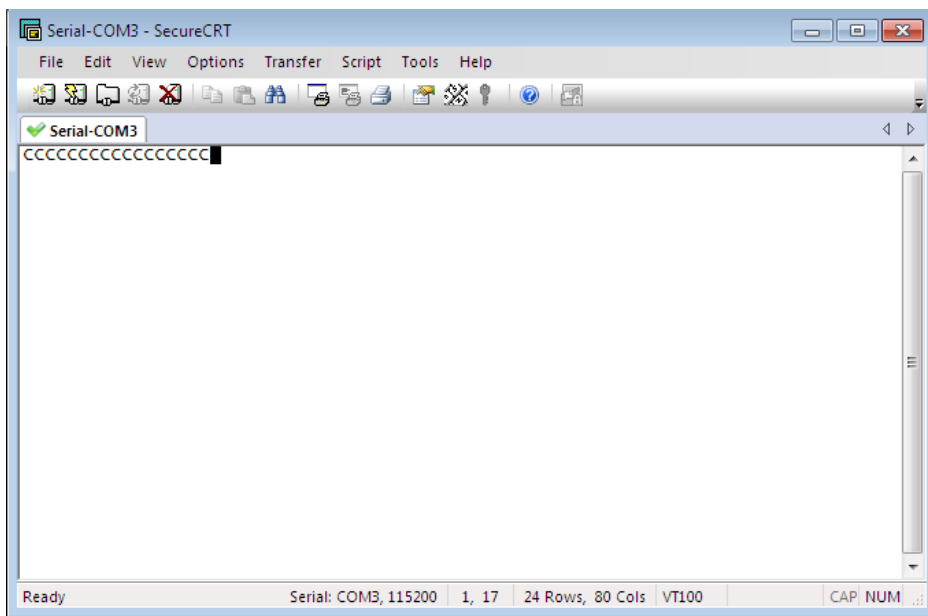 Serial-COM3 - SecureCRT
File Edit View Options Transfer Script Tools Help
Serial-COM3
CCCCCCCCCCCCCCCC
Ready Serial: COM3, 115200 1, 17 24 Rows, 80 Cols VT100 CAP NUM